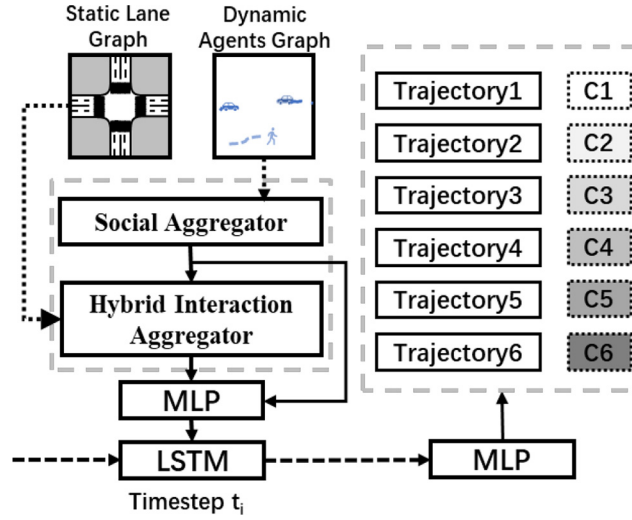 Static Lane
Graph
Dynamic
Agents Graph
Social Aggregator
Hybrid Interaction
Aggregator
MLP
LSTM
Timestep tᵢ
Trajectory1 C1
Trajectory2 C2
Trajectory3 C3
Trajectory4 C4
Trajectory5 C5
Trajectory6 C6
MLP